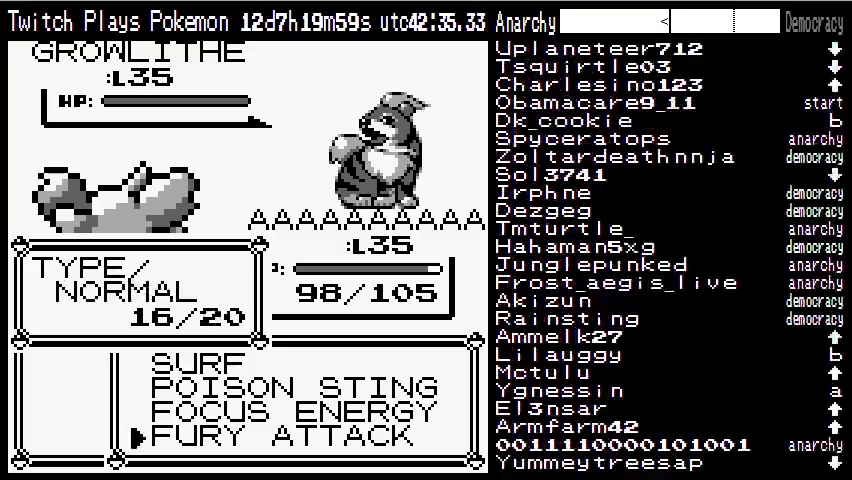 Twitch Plays Pokemon 12d7h19m59s utc42:35.33
Anarchy < Democracy
GROWLITHE
:L35
HP:
AAAAAAAAAAA
:L35
98/105
TYPE/
NORMAL
16/20
SURF
POISON STING
FOCUS ENERGY
FURY ATTACK
Uplaneteer712 ↓
Tsquirtle03 ↓
Charlesino123 ↑
Obamacare9_11 start
Dk_cookie b
Spyceratops anarchy
Zoltardeathnnja democracy
Sol3741 ↓
Irphne democracy
Dezgeg democracy
Tmturtle_ anarchy
Hahaman5xg democracy
Junglepunked anarchy
Frost_aegis_live anarchy
Akizun democracy
Rainsting democracy
Ammelk27 ↑
Lilauggy b
Mctulu ↑
Ygnessin a
El3nsar ↑
Armfarm42 ↑
0011110000101001 anarchy
Yummeytreesap ↓